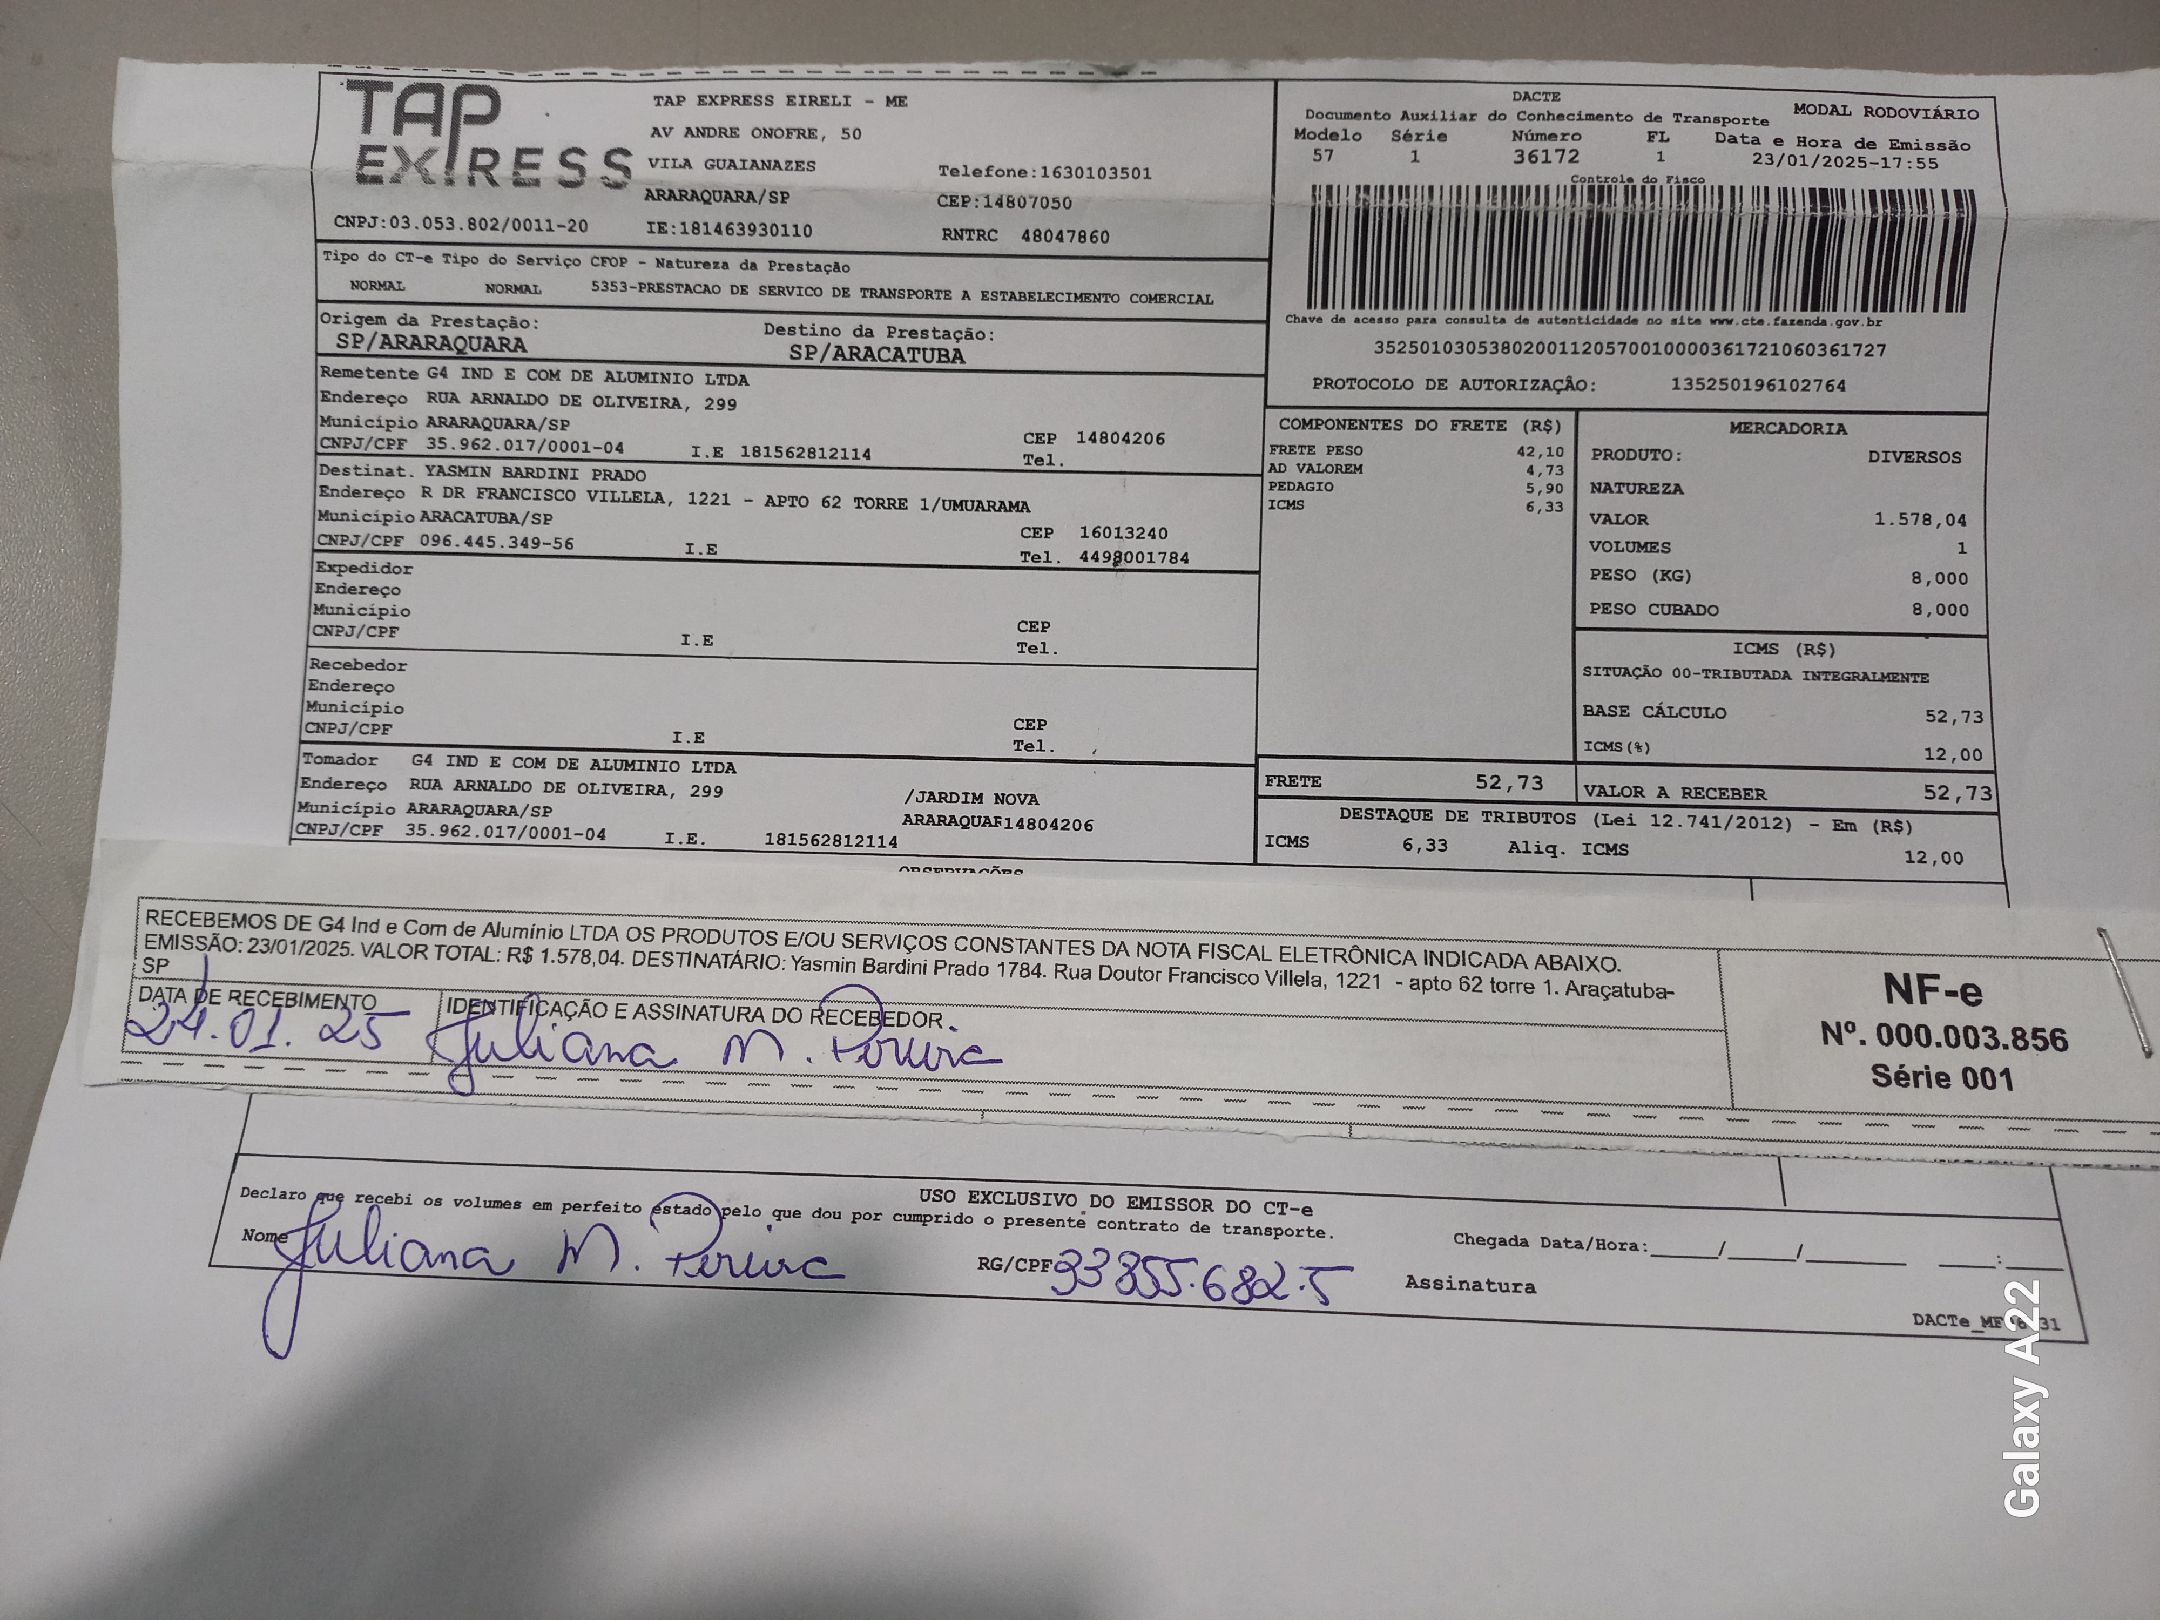 TAP EXPRESS
TAP EXPRESS EIRELI - ME
AV ANDRE ONOFRE, 50
VILA GUAIANAZES
Telefone:1630103501
ARARAQUARA/SP
CEP:14807050
CNPJ:03.053.802/0011-20
IE:181463930110
RNTRC 48047860
DACTE
Documento Auxiliar do Conhecimento de Transporte
MODAL RODOVIÁRIO
Modelo Série Número FL Data e Hora de Emissão
57 1 36172 1 23/01/2025-17:55
Controle do Fisco
Chave de acesso para consulta de autenticidade no site www.cte.fazenda.gov.br
35250103053802001120570010000361721060361727
PROTOCOLO DE AUTORIZAÇÃO: 135250196102764
Tipo do CT-e Tipo do Serviço CFOP - Natureza da Prestação
NORMAL NORMAL 5353-PRESTACAO DE SERVICO DE TRANSPORTE A ESTABELECIMENTO COMERCIAL
Origem da Prestação: Destino da Prestação:
SP/ARARAQUARA SP/ARACATUBA
Remetente G4 IND E COM DE ALUMINIO LTDA
Endereço RUA ARNALDO DE OLIVEIRA, 299
Município ARARAQUARA/SP CEP 14804206
CNPJ/CPF 35.962.017/0001-04 I.E 181562812114 Tel.
Destinat. YASMIN BARDINI PRADO
Endereço R DR FRANCISCO VILLELA, 1221 - APTO 62 TORRE 1/UMUARAMA
Município ARACATUBA/SP CEP 16013240
CNPJ/CPF 096.445.349-56 I.E Tel. 4498001784
Expedidor
Endereço
Município CEP
CNPJ/CPF I.E Tel.
Recebedor
Endereço
Município CEP
CNPJ/CPF I.E Tel.
Tomador G4 IND E COM DE ALUMINIO LTDA
Endereço RUA ARNALDO DE OLIVEIRA, 299 /JARDIM NOVA
Município ARARAQUARA/SP ARARAQUAR14804206
CNPJ/CPF 35.962.017/0001-04 I.E. 181562812114
COMPONENTES DO FRETE (R$)
FRETE PESO 42,10
AD VALOREM 4,73
PEDAGIO 5,90
ICMS 6,33
MERCADORIA
PRODUTO: DIVERSOS
NATUREZA
VALOR 1.578,04
VOLUMES 1
PESO (KG) 8,000
PESO CUBADO 8,000
ICMS (R$)
SITUAÇÃO 00-TRIBUTADA INTEGRALMENTE
BASE CÁLCULO 52,73
ICMS(%) 12,00
FRETE 52,73 VALOR A RECEBER 52,73
DESTAQUE DE TRIBUTOS (Lei 12.741/2012) - Em (R$)
ICMS 6,33 Aliq. ICMS 12,00
OBSERVAÇÕES
RECEBEMOS DE G4 Ind e Com de Alumínio LTDA OS PRODUTOS E/OU SERVIÇOS CONSTANTES DA NOTA FISCAL ELETRÔNICA INDICADA ABAIXO.
EMISSÃO: 23/01/2025. VALOR TOTAL: R$ 1.578,04. DESTINATÁRIO: Yasmin Bardini Prado 1784. Rua Doutor Francisco Villela, 1221 - apto 62 torre 1. Araçatuba-
SP
DATA DE RECEBIMENTO IDENTIFICAÇÃO E ASSINATURA DO RECEBEDOR
24.01.25 Juliana M. Pereira
NF-e
Nº. 000.003.856
Série 001
USO EXCLUSIVO DO EMISSOR DO CT-e
Declaro que recebi os volumes em perfeito estado pelo que dou por cumprido o presente contrato de transporte.
Nome Juliana M. Pereira RG/CPF 33855.682.5
Chegada Data/Hora:_____/_____/_______ ____:____
Assinatura
Galaxy A22